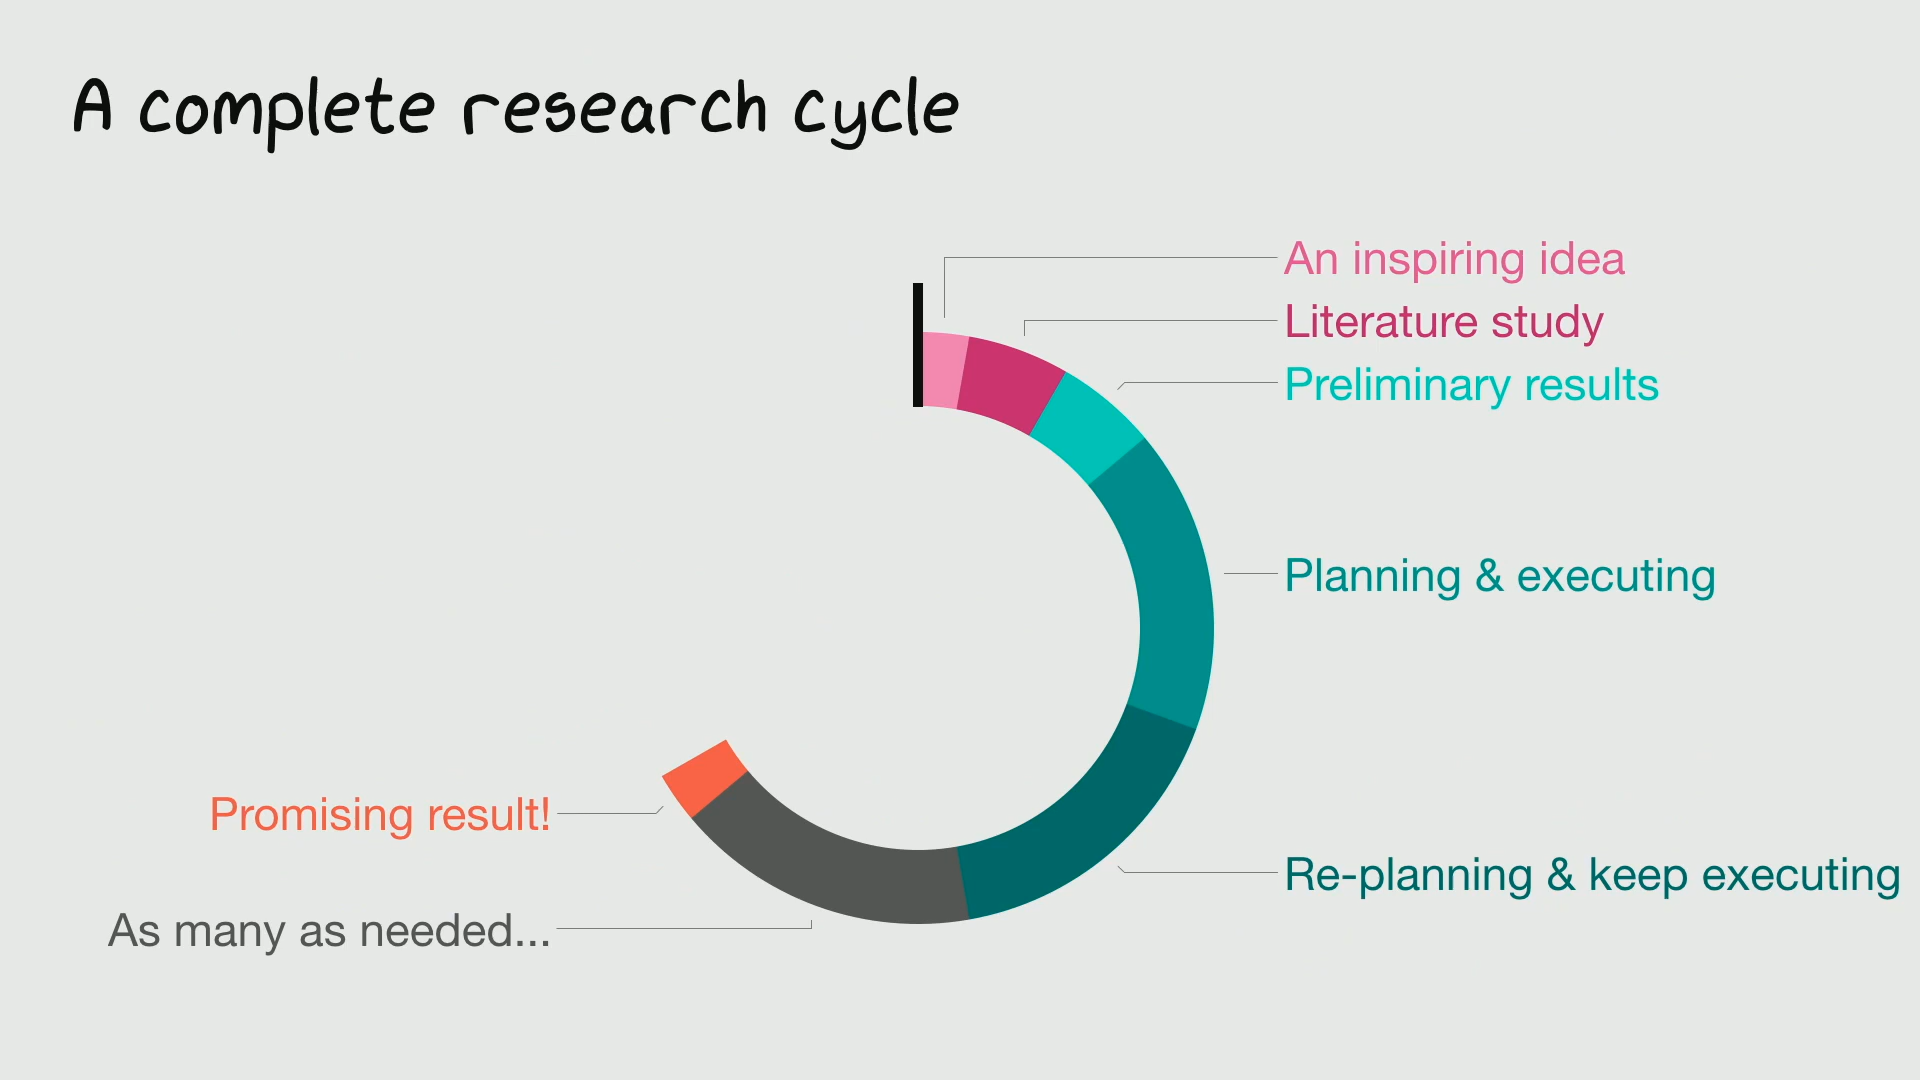 A complete research cycle
An inspiring idea
Literature study
Preliminary results
Planning & executing
Re-planning & keep executing
As many as needed...
Promising result!